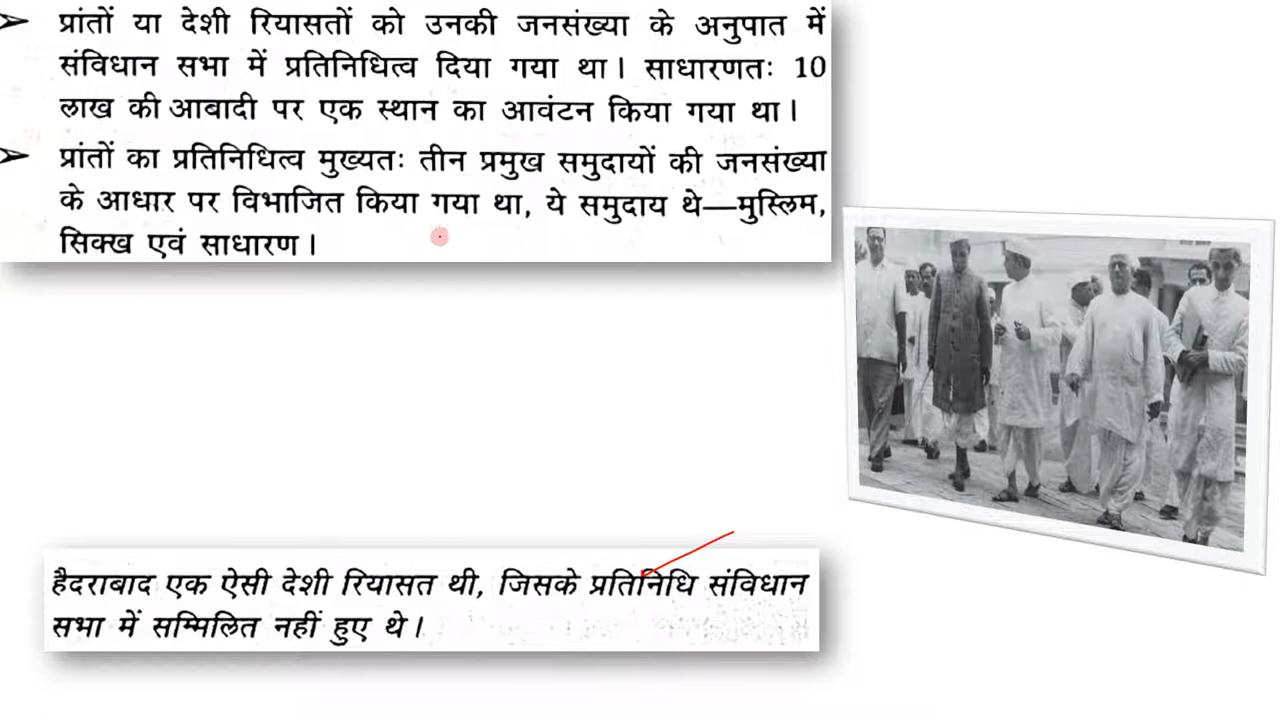 ➢ प्रांतों या देशी रियासतों को उनकी जनसंख्या के अनुपात में
संविधान सभा में प्रतिनिधित्व दिया गया था। साधारणतः 10
लाख की आबादी पर एक स्थान का आवंटन किया गया था।
➢ प्रांतों का प्रतिनिधित्व मुख्यतः तीन प्रमुख समुदायों की जनसंख्या
के आधार पर विभाजित किया गया था, ये समुदाय थे—मुस्लिम,
सिक्ख एवं साधारण।
हैदराबाद एक ऐसी देशी रियासत थी, जिसके प्रतिनिधि संविधान
सभा में सम्मिलित नहीं हुए थे।